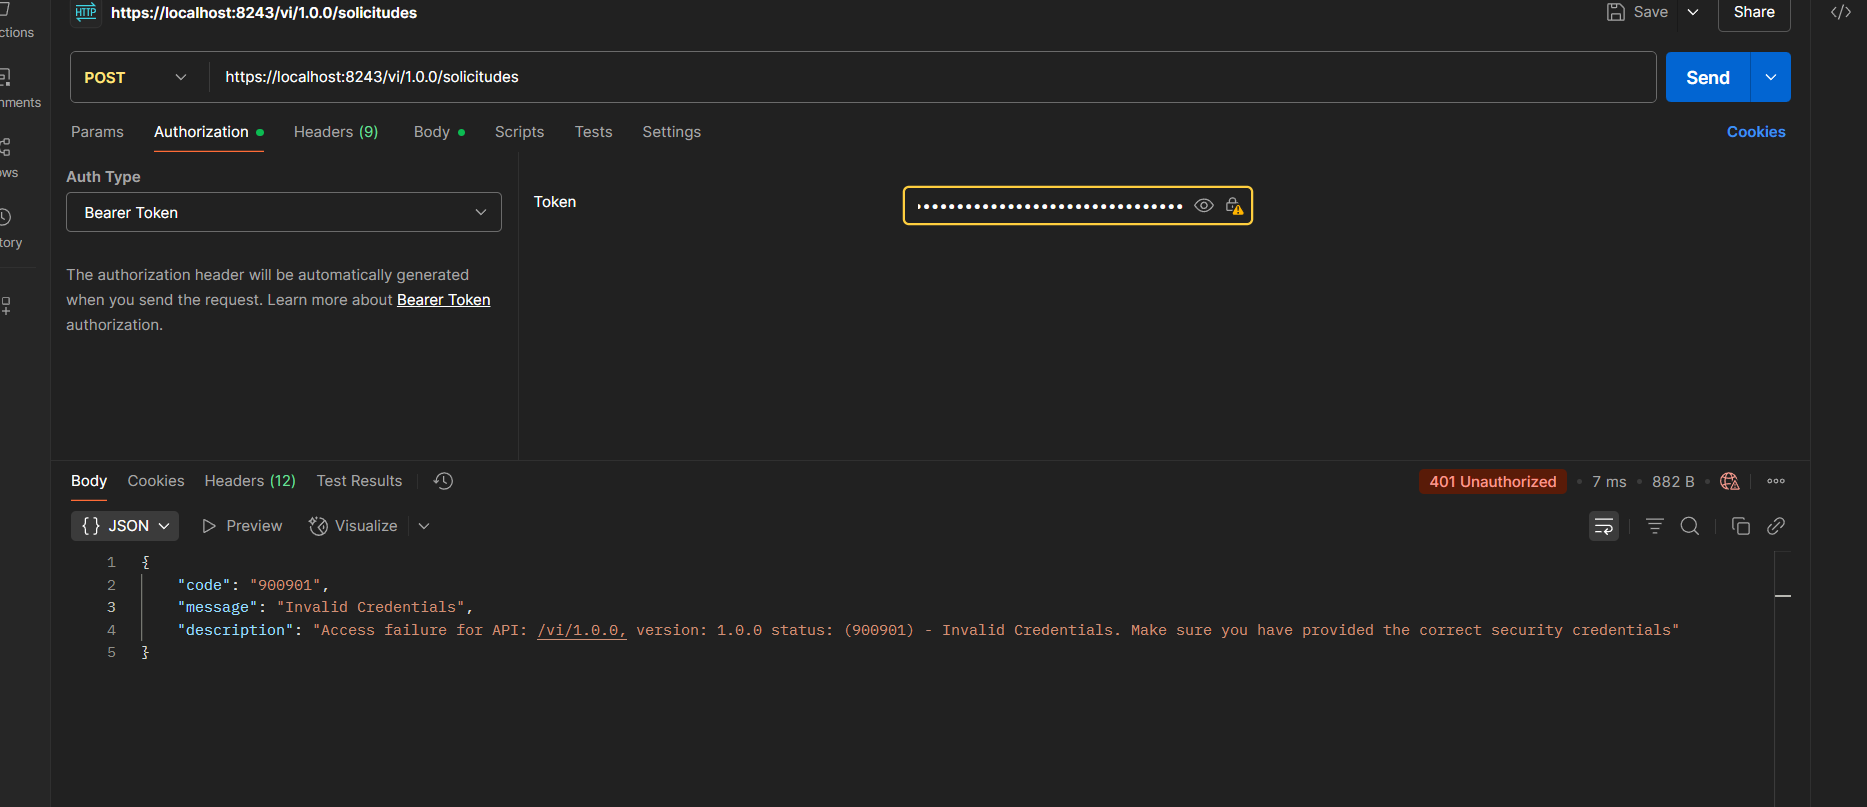 HTTP https://localhost:8243/vi/1.0.0/solicitudes Save Share </>
ctions
POST https://localhost:8243/vi/1.0.0/solicitudes Send
nments
Params Authorization Headers (9) Body Scripts Tests Settings Cookies
ows
Auth Type
Bearer Token
Token
tory
The authorization header will be automatically generated
when you send the request. Learn more about Bearer Token
authorization.
Body Cookies Headers (12) Test Results 401 Unauthorized • 7 ms • 882 B
{} JSON Preview Visualize
1 {
2 "code": "900901",
3 "message": "Invalid Credentials",
4 "description": "Access failure for API: /vi/1.0.0, version: 1.0.0 status: (900901) - Invalid Credentials. Make sure you have provided the correct security credentials"
5 }